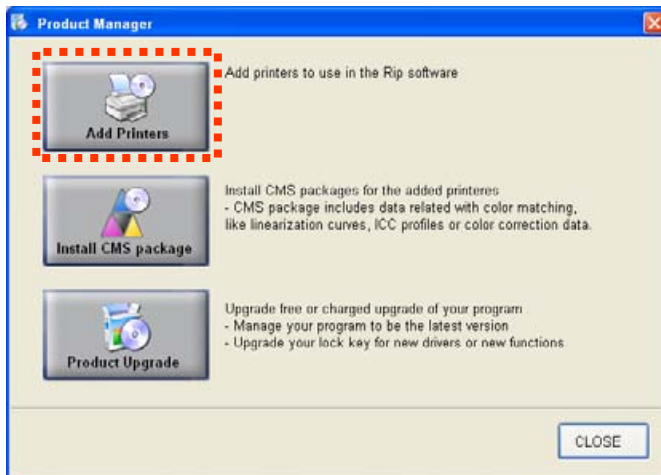 Product Manager
Add printers to use in the Rip software
Add Printers
Install CMS packages for the added printeres
- CMS package includes data related with color matching,
like linearization curves, ICC profiles or color correction data.
Install CMS package
Upgrade free or charged upgrade of your program
- Manage your program to be the latest version
- Upgrade your lock key for new drivers or new functions
Product Upgrade
CLOSE